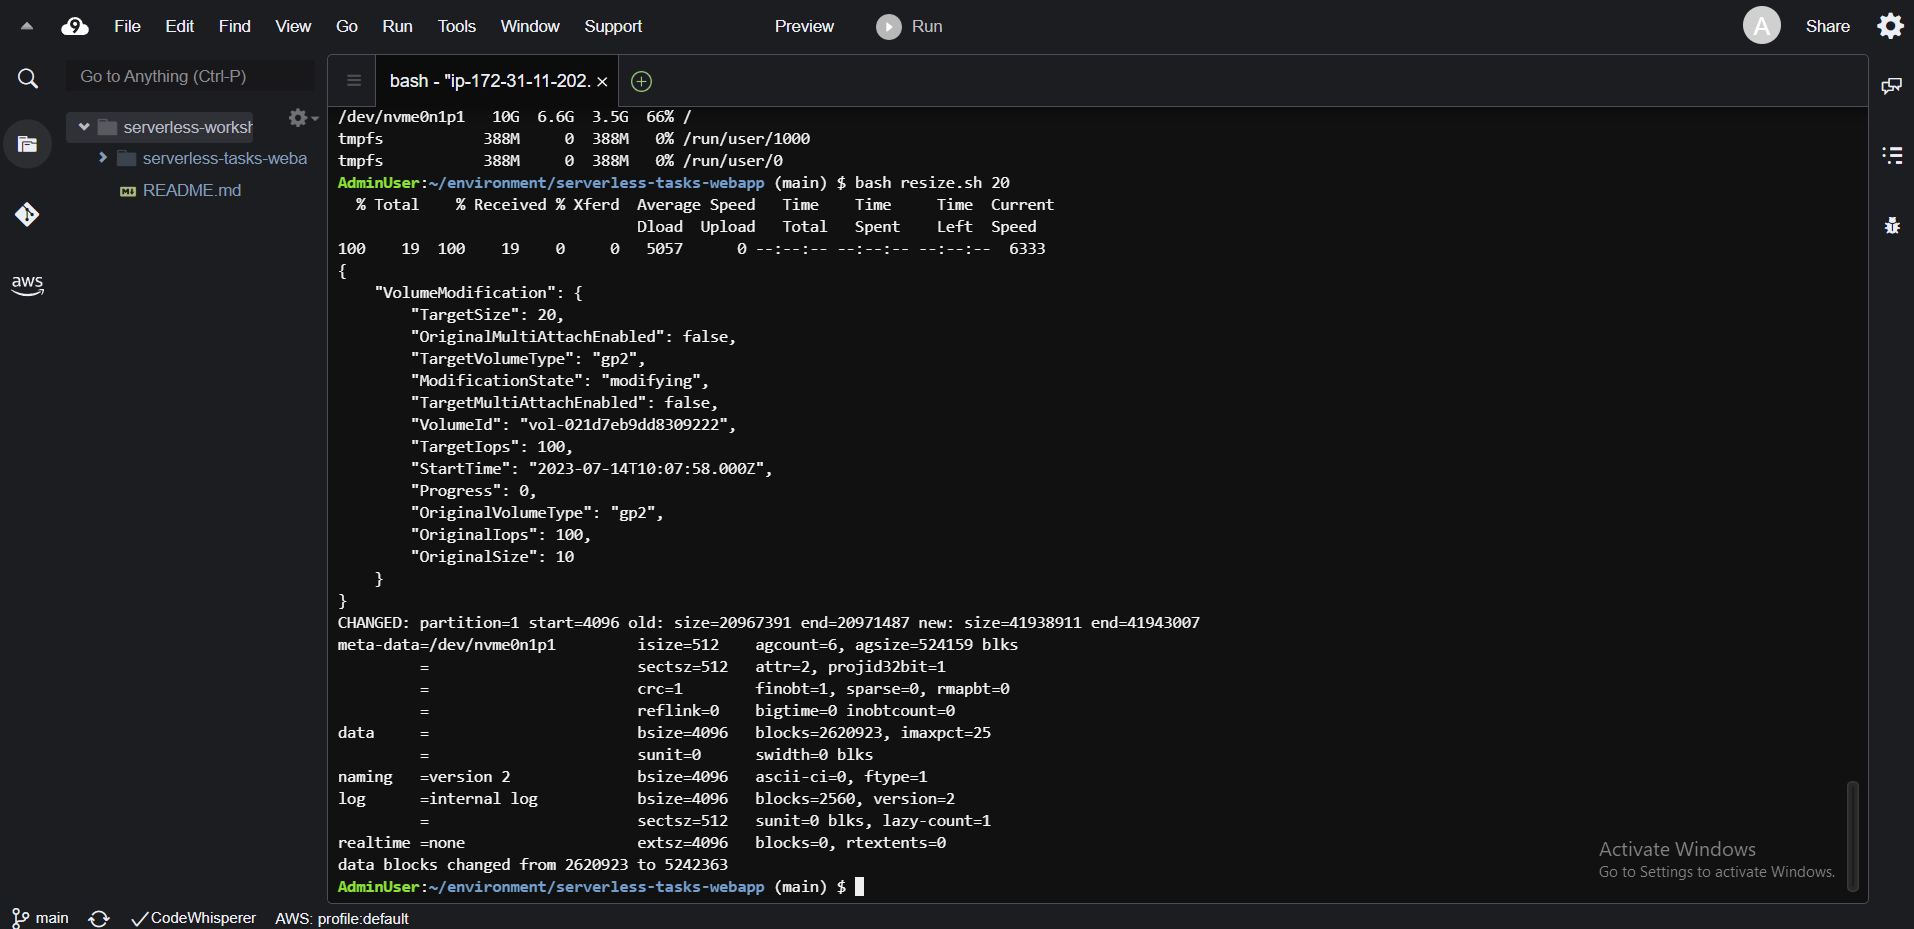 File Edit Find View Go Run Tools Window Support Preview Run A Share
Go to Anything (Ctrl-P)
bash - "ip-172-31-11-202.
serverless-worksh
serverless-tasks-weba
README.md
aws
/dev/nvme0n1p1   10G  6.6G  3.5G  66% /
tmpfs           388M     0  388M   0% /run/user/1000
tmpfs           388M     0  388M   0% /run/user/0
AdminUser:~/environment/serverless-tasks-webapp (main) $ bash resize.sh 20
  % Total    % Received % Xferd  Average Speed   Time    Time     Time  Current
                                 Dload  Upload   Total   Spent    Left  Speed
100    19  100    19    0     0   5057      0 --:--:-- --:--:-- --:--:--  6333
{
    "VolumeModification": {
        "TargetSize": 20,
        "OriginalMultiAttachEnabled": false,
        "TargetVolumeType": "gp2",
        "ModificationState": "modifying",
        "TargetMultiAttachEnabled": false,
        "VolumeId": "vol-021d7eb9dd8309222",
        "TargetIops": 100,
        "StartTime": "2023-07-14T10:07:58.000Z",
        "Progress": 0,
        "OriginalVolumeType": "gp2",
        "OriginalIops": 100,
        "OriginalSize": 10
    }
}
CHANGED: partition=1 start=4096 old: size=20967391 end=20971487 new: size=41938911 end=41943007
meta-data=/dev/nvme0n1p1         isize=512    agcount=6, agsize=524159 blks
         =                       sectsz=512   attr=2, projid32bit=1
         =                       crc=1        finobt=1, sparse=0, rmapbt=0
         =                       reflink=0    bigtime=0 inobtcount=0
data     =                       bsize=4096   blocks=2620923, imaxpct=25
         =                       sunit=0      swidth=0 blks
naming   =version 2              bsize=4096   ascii-ci=0, ftype=1
log      =internal log           bsize=4096   blocks=2560, version=2
         =                       sectsz=512   sunit=0 blks, lazy-count=1
realtime =none                   extsz=4096   blocks=0, rtextents=0
data blocks changed from 2620923 to 5242363
AdminUser:~/environment/serverless-tasks-webapp (main) $
Activate Windows
Go to Settings to activate Windows.
main CodeWhisperer AWS: profile:default